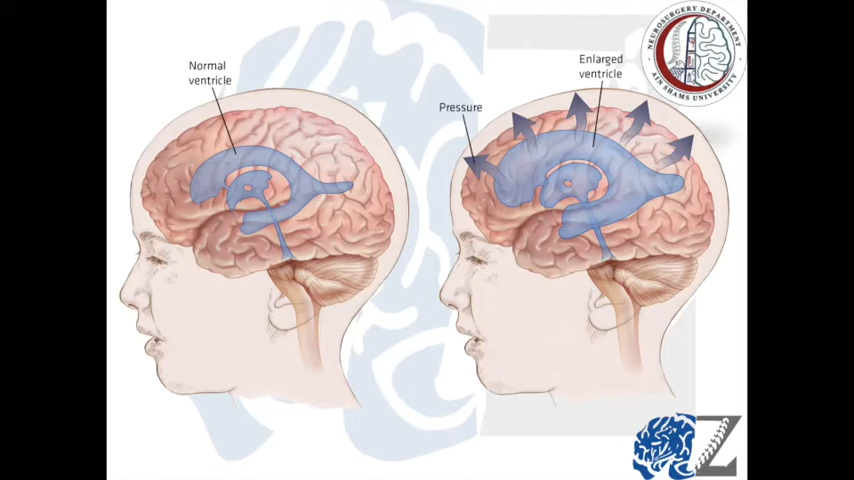 Normal
ventricle
Enlarged
ventricle
Pressure
NEUROSURGERY DEPARTMENT
AIN SHAMS UNIVERSITY
Z